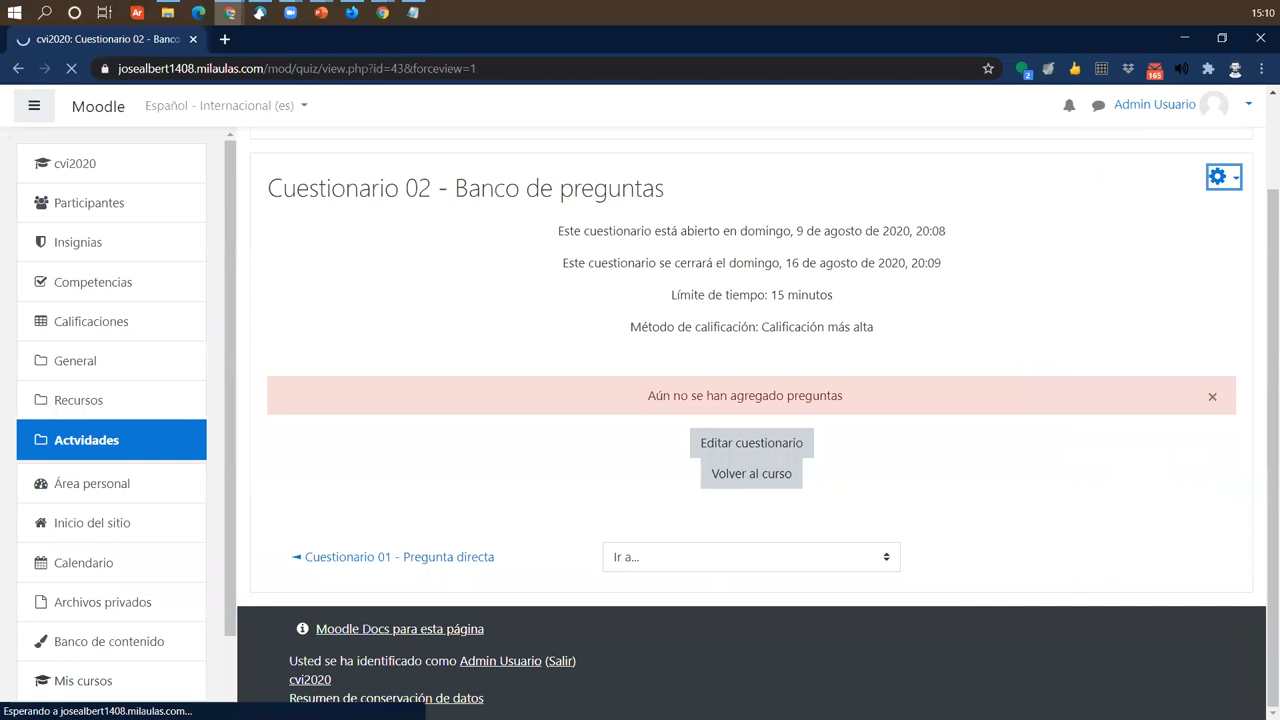 15:10
cvi2020: Cuestionario 02 - Banco
josealbert1408.milaulas.com/mod/quiz/view.php?id=43&forceview=1
2
165
Moodle
Español - Internacional (es)
Admin Usuario
cvi2020
Participantes
Insignias
Competencias
Calificaciones
General
Recursos
Actvidades
Área personal
Inicio del sitio
Calendario
Archivos privados
Banco de contenido
Mis cursos
Cuestionario 02 - Banco de preguntas
Este cuestionario está abierto en domingo, 9 de agosto de 2020, 20:08
Este cuestionario se cerrará el domingo, 16 de agosto de 2020, 20:09
Límite de tiempo: 15 minutos
Método de calificación: Calificación más alta
Aún no se han agregado preguntas
Editar cuestionario
Volver al curso
◄ Cuestionario 01 - Pregunta directa
Ir a...
Moodle Docs para esta página
Usted se ha identificado como Admin Usuario (Salir)
cvi2020
Resumen de conservación de datos
Esperando a josealbert1408.milaulas.com...